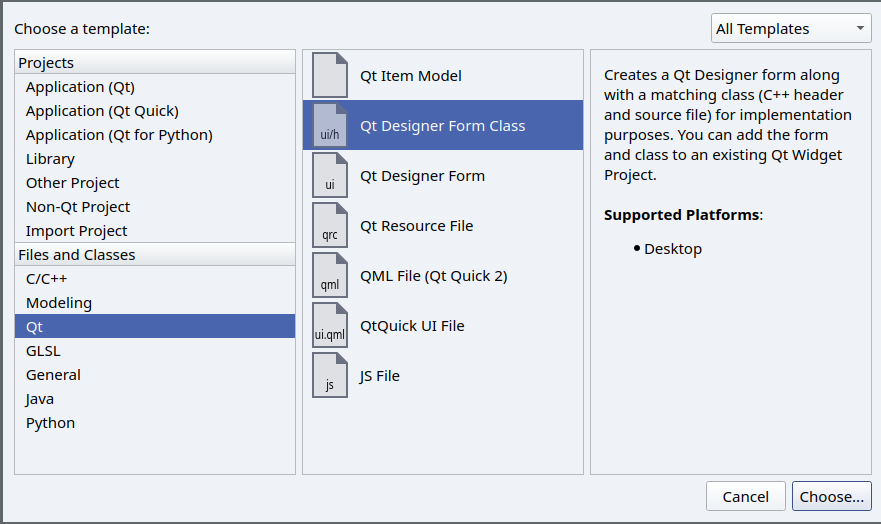 Choose a template:
All Templates
Projects
Application (Qt)
Application (Qt Quick)
Application (Qt for Python)
Library
Other Project
Non-Qt Project
Import Project
Files and Classes
C/C++
Modeling
Qt
GLSL
General
Java
Python
Qt Item Model
ui/h
Qt Designer Form Class
ui
Qt Designer Form
qrc
Qt Resource File
qml
QML File (Qt Quick 2)
ui.qml
QtQuick UI File
js
JS File
Creates a Qt Designer form along
with a matching class (C++ header
and source file) for implementation
purposes. You can add the form
and class to an existing Qt Widget
Project.
Supported Platforms:
• Desktop
Cancel
Choose...